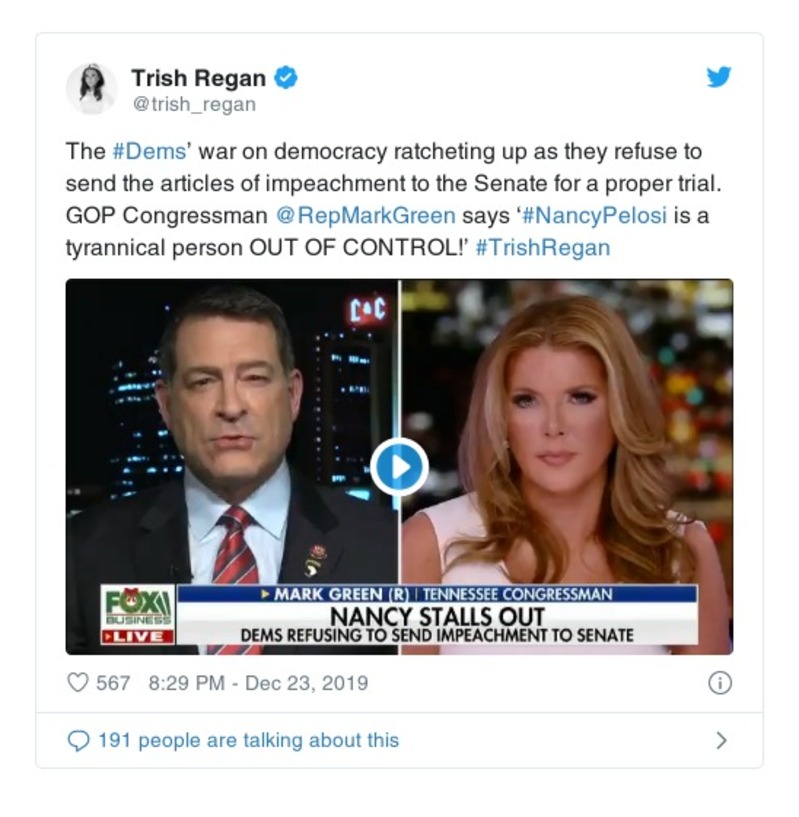 Trish Regan
@trish_regan
The #Dems’ war on democracy ratcheting up as they refuse to
send the articles of impeachment to the Senate for a proper trial.
GOP Congressman @RepMarkGreen says ‘#NancyPelosi is a
tyrannical person OUT OF CONTROL!’ #TrishRegan
C&C
MARK GREEN (R) | TENNESSEE CONGRESSMAN
FOX
BUSINESS
LIVE
NANCY STALLS OUT
DEMS REFUSING TO SEND IMPEACHMENT TO SENATE
567 8:29 PM - Dec 23, 2019
191 people are talking about this